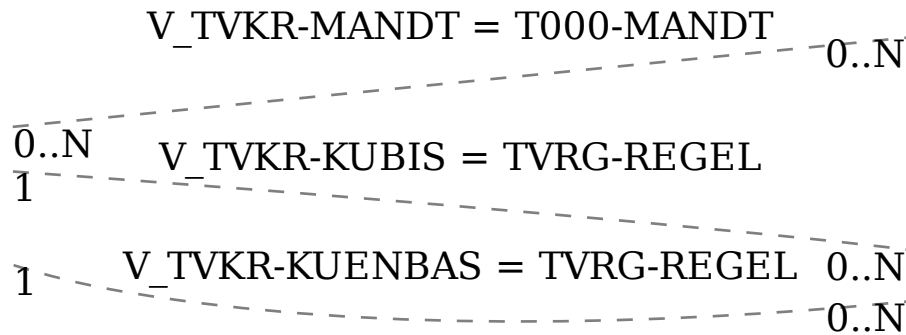 V_TVKR-MANDT = T000-MANDT
0..N
0..N
V_TVKR-KUBIS = TVRG-REGEL
1
V_TVKR-KUENBAS = TVRG-REGEL
0..N
1
0..N